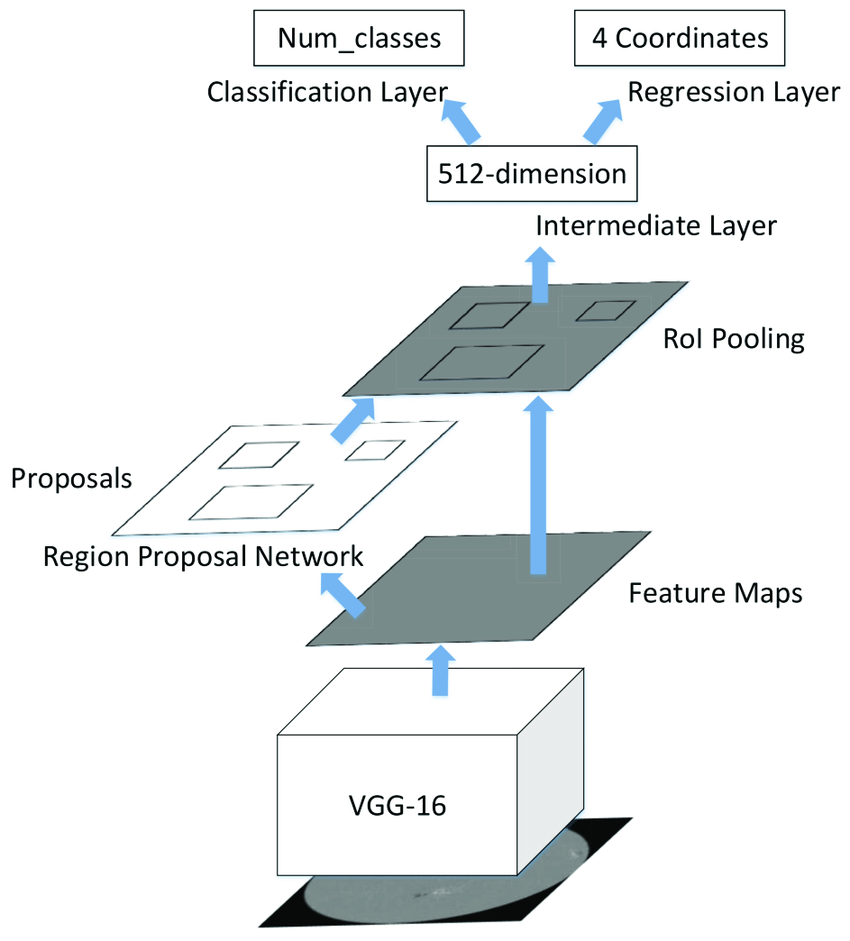 Num_classes
4 Coordinates
Classification Layer
Regression Layer
512-dimension
Intermediate Layer
RoI Pooling
Proposals
Region Proposal Network
Feature Maps
VGG-16